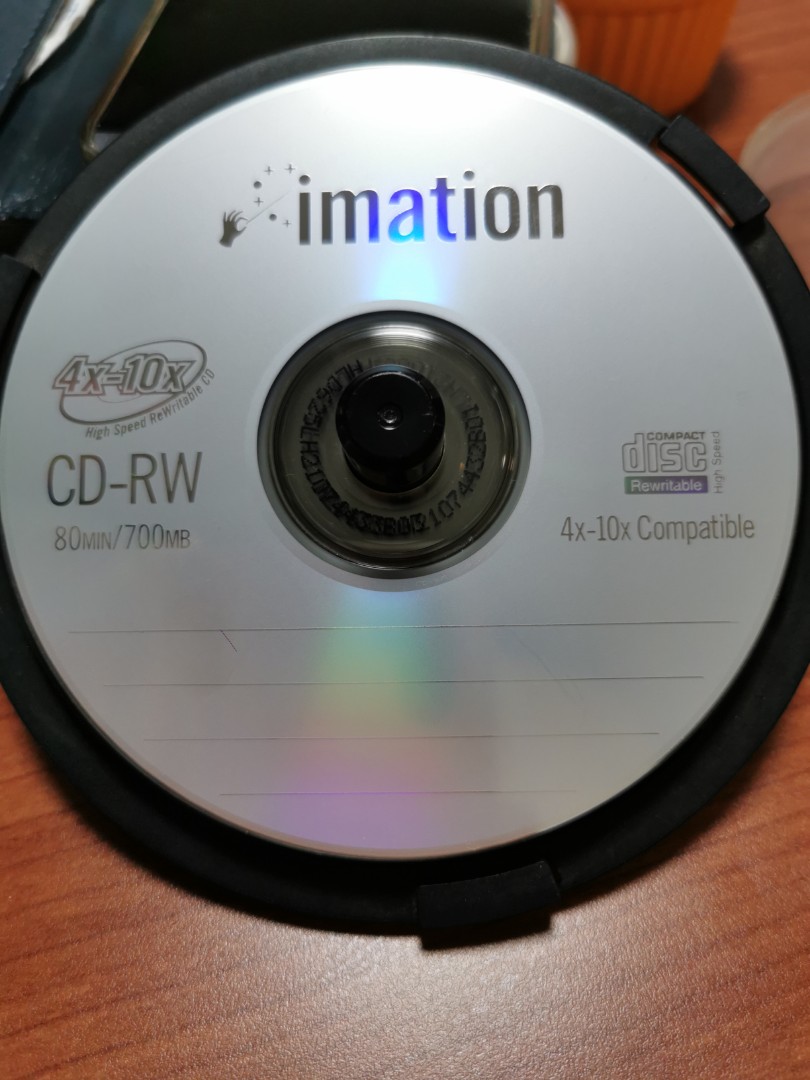 imation
4x-10x
High Speed ReWritable CD
CD-RW
80MIN/700MB
COMPACT
disc
Rewritable
High Speed
4x-10x Compatible